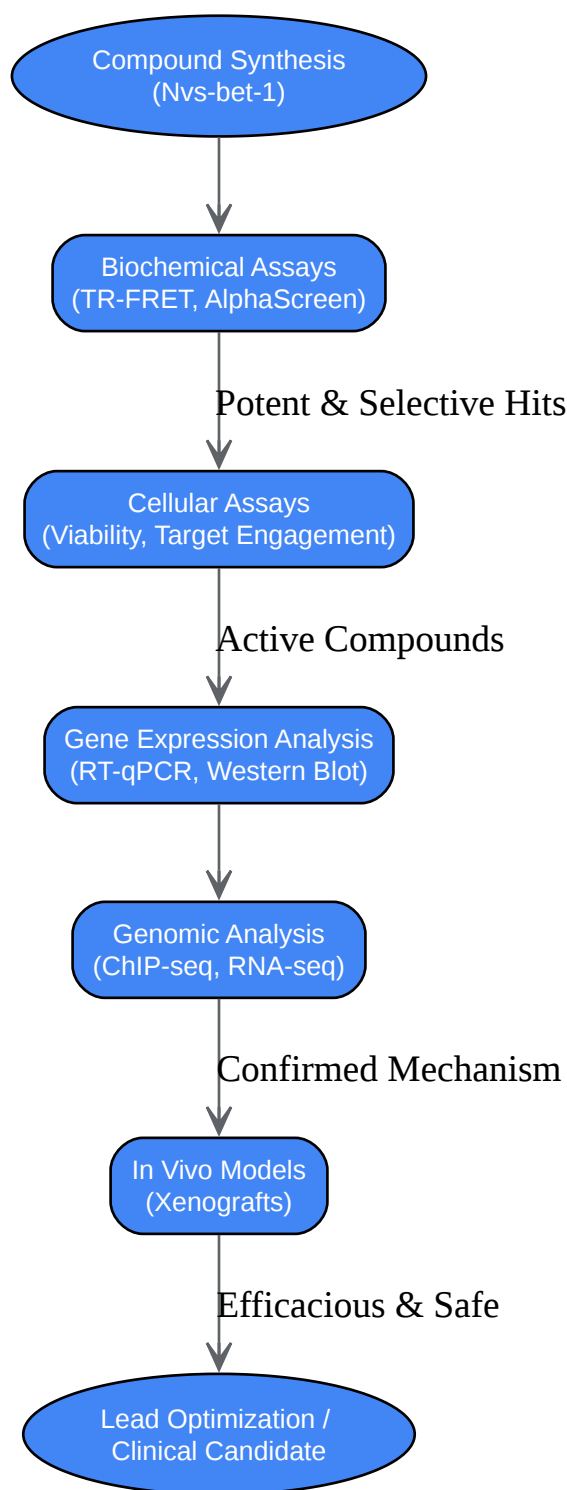 Compound Synthesis
(Nvs-bet-1)
Biochemical Assays
(TR-FRET, AlphaScreen)
Potent & Selective Hits
Cellular Assays
(Viability, Target Engagement)
Active Compounds
Gene Expression Analysis
(RT-qPCR, Western Blot)
Genomic Analysis
(ChIP-seq, RNA-seq)
Confirmed Mechanism
In Vivo Models
(Xenografts)
Efficacious & Safe
Lead Optimization /
Clinical Candidate